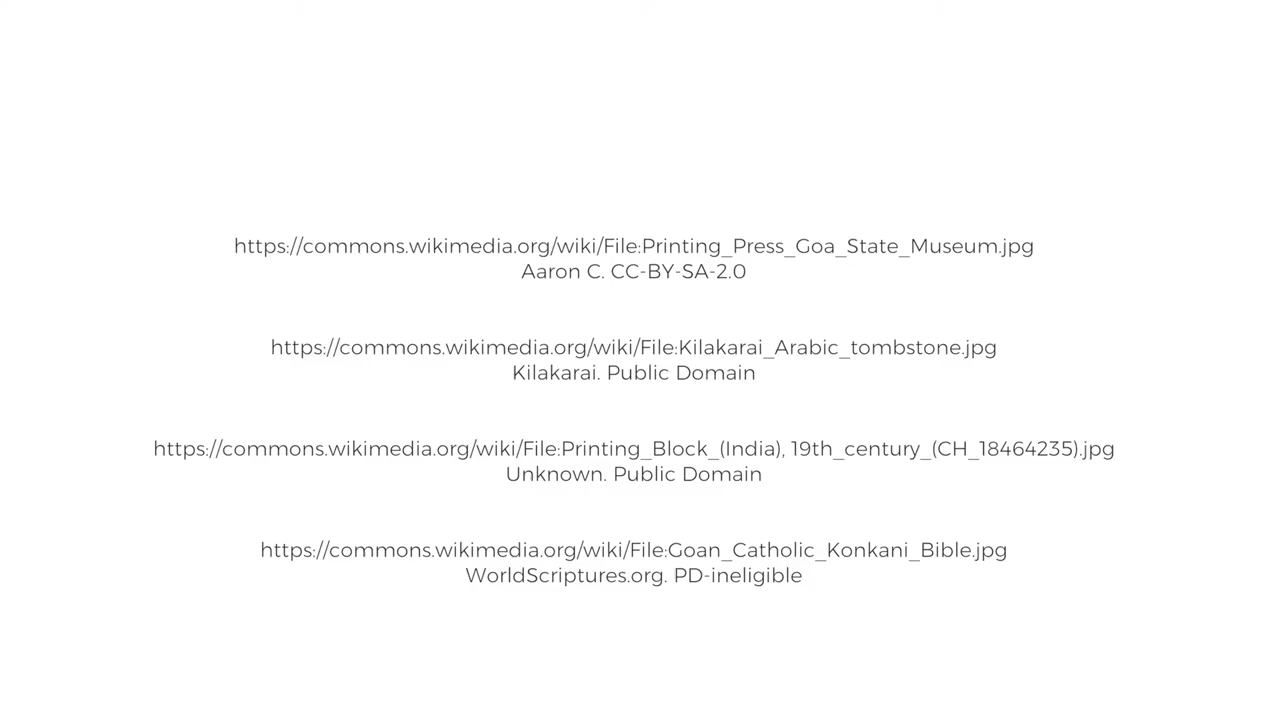 https://commons.wikimedia.org/wiki/File:Printing_Press_Goa_State_Museum.jpg
Aaron C. CC-BY-SA-2.0
https://commons.wikimedia.org/wiki/File:Kilakarai_Arabic_tombstone.jpg
Kilakarai. Public Domain
https://commons.wikimedia.org/wiki/File:Printing_Block_(India), 19th_century_(CH_18464235).jpg
Unknown. Public Domain
https://commons.wikimedia.org/wiki/File:Goan_Catholic_Konkani_Bible.jpg
WorldScriptures.org. PD-ineligible